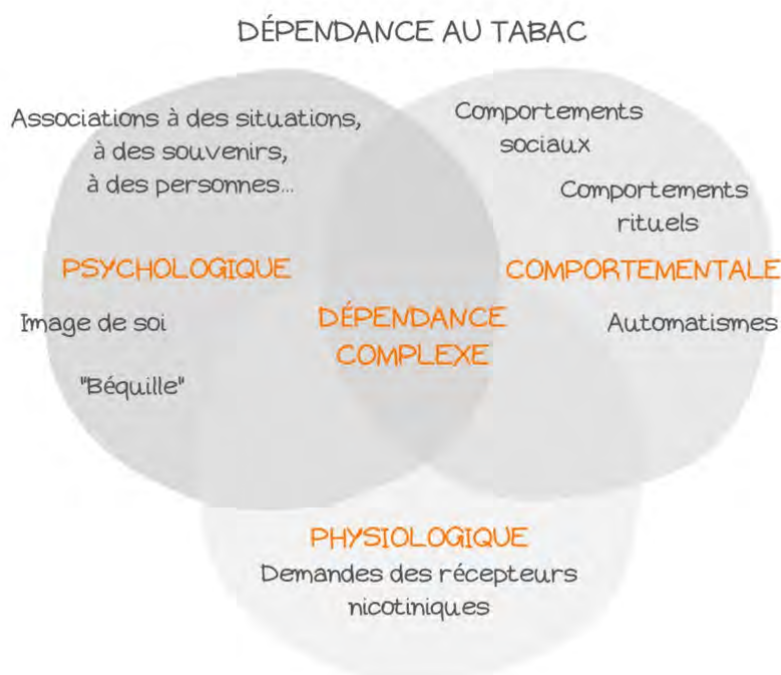 DÉPENDANCE AU TABAC
Associations à des situations,
à des souvenirs,
à des personnes...
PSYCHOLOGIQUE
Image de soi
"Béquille"
Comportements
sociaux
Comportements
rituels
COMPORTEMENTALE
Automatismes
DÉPENDANCE
COMPLEXE
PHYSIOLOGIQUE
Demandes des récepteurs
nicotiniques